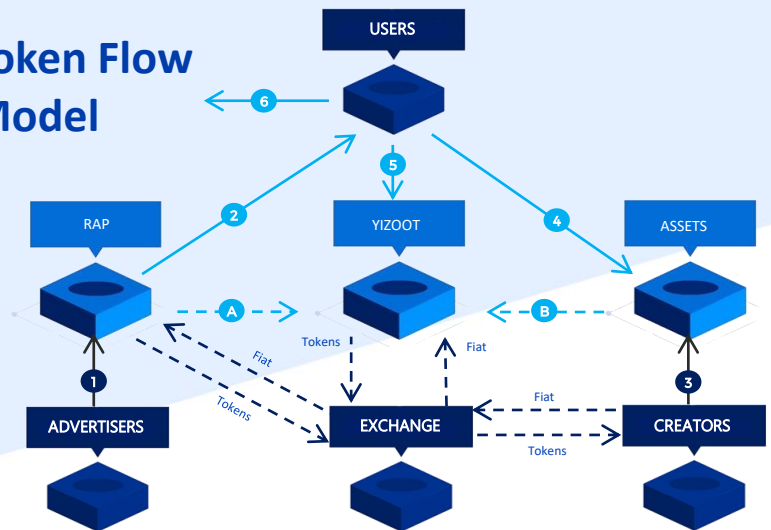 USERS
oken Flow
6
Model
5
2
4
RAP
YIZOOT
ASSETS
A
B
Tokens
Fiat
Fiat
1
3
Fiat
Tokens
ADVERTISERS
EXCHANGE
CREATORS
Tokens